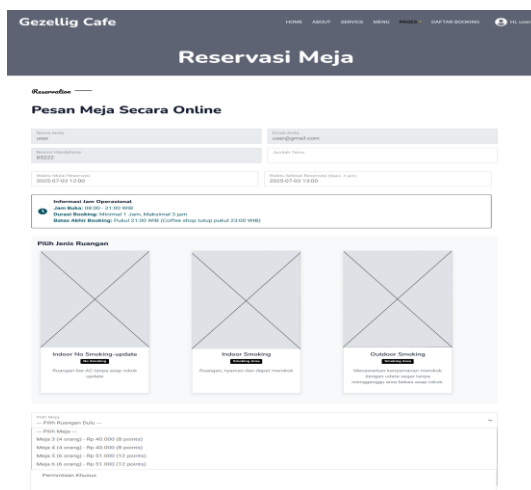 Gezellig Cafe
HOME ABOUT SERVICE MENU PAGES DAFTAR BOOKING Hi, user
Reservasi Meja
Reservation
Pesan Meja Secara Online
Nama Anda
user
Email Anda
user@gmail.com
Nomor Handphone
85222
Jumlah Tamu
Waktu Mulai Reservasi
2025-07-03 12:00
Waktu Selesai Reservasi (Maks. 3 jam)
2025-07-03 13:00
Informasi Jam Operasional
Jam Buka: 08:00 - 21:00 WIB
Durasi Booking: Minimal 1 Jam, Maksimal 3 jam
Batas Akhir Booking: Pukul 21:00 WIB (Coffee shop tutup pukul 23:00 WIB)
Pilih Jenis Ruangan
Indoor No Smoking-update
No Smoking
Ruangan ber-AC tanpa asap rokok
update
Indoor Smoking
Smoking Area
Ruangan, nyaman dan dapat merokok
Outdoor Smoking
Smoking Area
Menawarkan kenyamanan menarik
dengan udara segar tanpa
mengganggu area bebas asap rokok.
Pilih Meja
-- Pilih Ruangan Dulu --
-- Pilih Meja --
Meja 3 (4 orang) - Rp 40.000 (8 points)
Meja 4 (4 orang) - Rp 40.000 (8 points)
Meja 5 (6 orang) - Rp 51.000 (12 points)
Meja 6 (6 orang) - Rp 51.000 (12 points)
Permintaan Khusus